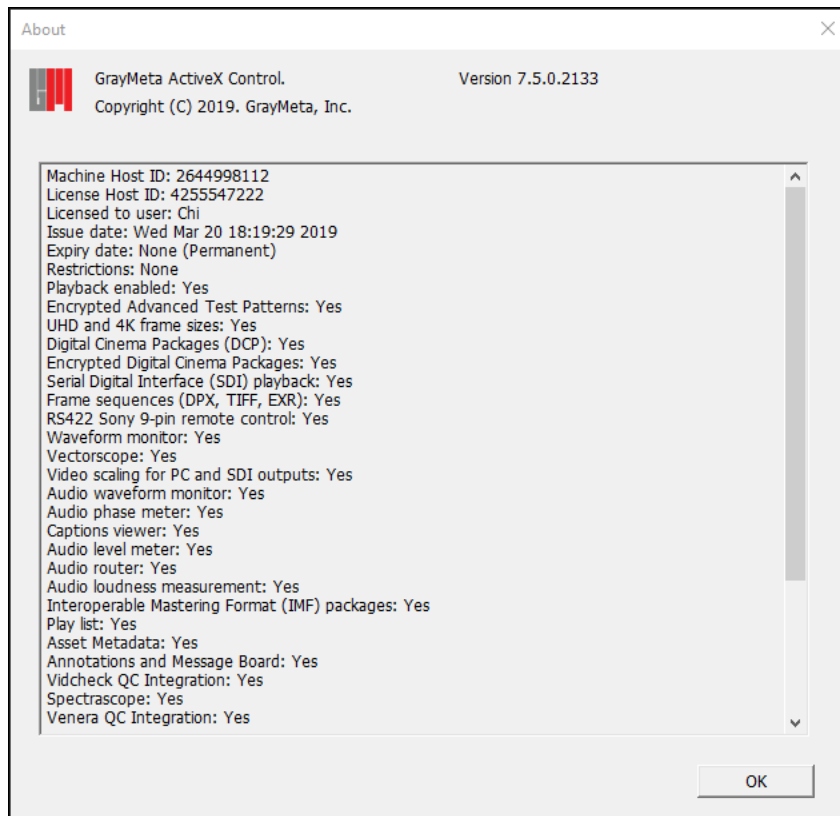 About
GrayMeta ActiveX Control.
Version 7.5.0.2133
Copyright (C) 2019. GrayMeta, Inc.
Machine Host ID: 2644998112
License Host ID: 4255547222
Licensed to user: Chi
Issue date: Wed Mar 20 18:19:29 2019
Expiry date: None (Permanent)
Restrictions: None
Playback enabled: Yes
Encrypted Advanced Test Patterns: Yes
UHD and 4K frame sizes: Yes
Digital Cinema Packages (DCP): Yes
Encrypted Digital Cinema Packages: Yes
Serial Digital Interface (SDI) playback: Yes
Frame sequences (DPX, TIFF, EXR): Yes
RS422 Sony 9-pin remote control: Yes
Waveform monitor: Yes
Vectorscope: Yes
Video scaling for PC and SDI outputs: Yes
Audio waveform monitor: Yes
Audio phase meter: Yes
Captions viewer: Yes
Audio level meter: Yes
Audio router: Yes
Audio loudness measurement: Yes
Interoperable Mastering Format (IMF) packages: Yes
Play list: Yes
Asset Metadata: Yes
Annotations and Message Board: Yes
Vidcheck QC Integration: Yes
Spectrascope: Yes
Venera QC Integration: Yes
OK